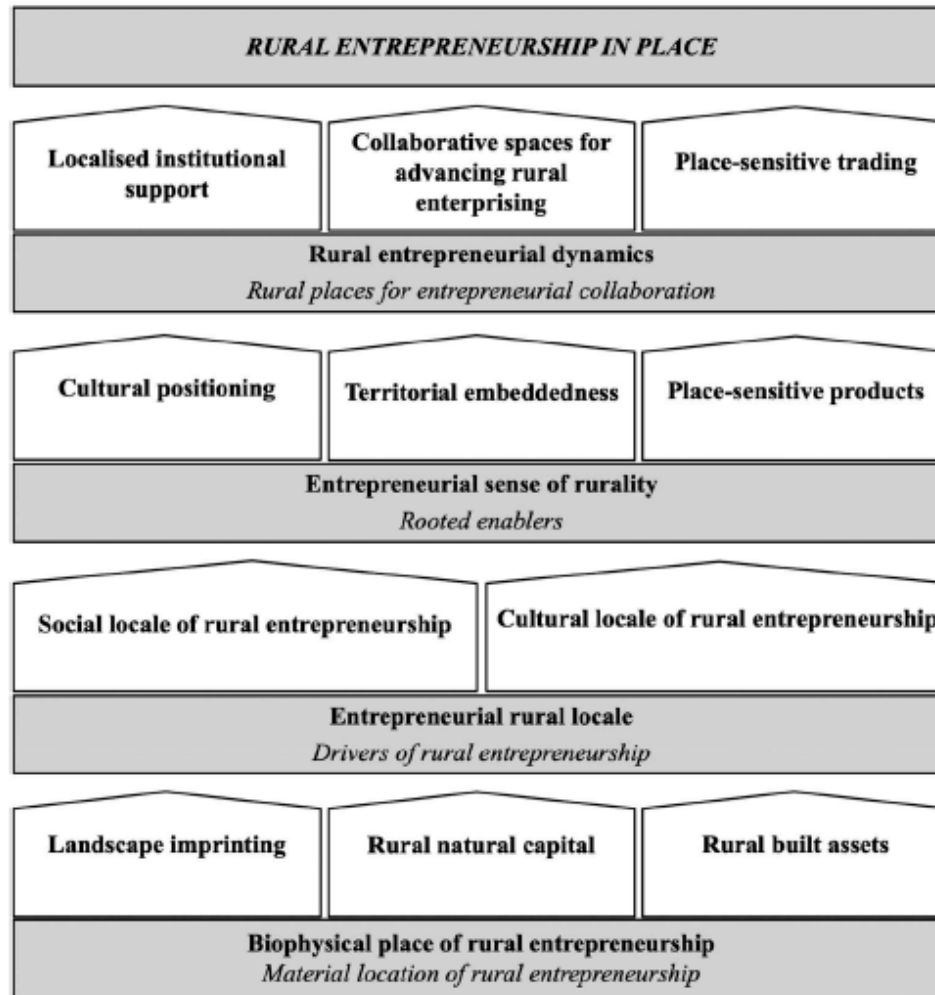 RURAL ENTREPRENEURSHIP IN PLACE
Localised institutional
support
Collaborative spaces for
advancing rural
enterprising
Place-sensitive trading
Rural entrepreneurial dynamics
Rural places for entrepreneurial collaboration
Cultural positioning
Territorial embeddedness
Place-sensitive products
Entrepreneurial sense of rurality
Rooted enablers
Social locale of rural entrepreneurship
Cultural locale of rural entrepreneurship
Entrepreneurial rural locale
Drivers of rural entrepreneurship
Landscape imprinting
Rural natural capital
Rural built assets
Biophysical place of rural entrepreneurship
Material location of rural entrepreneurship